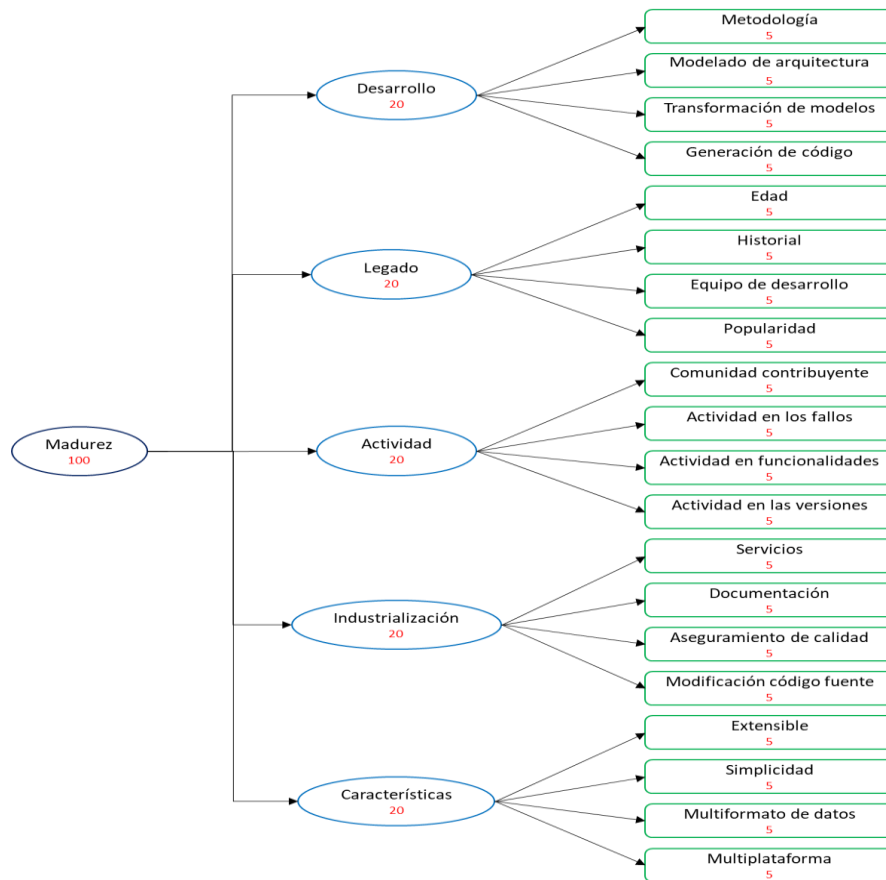 Madurez
100
Desarrollo
20
Metodología
5
Modelado de arquitectura
5
Transformación de modelos
5
Generación de código
5
Legado
20
Edad
5
Historial
5
Equipo de desarrollo
5
Popularidad
5
Actividad
20
Comunidad contribuyente
5
Actividad en los fallos
5
Actividad en funcionalidades
5
Actividad en las versiones
5
Industrialización
20
Servicios
5
Documentación
5
Aseguramiento de calidad
5
Modificación código fuente
5
Características
20
Extensible
5
Simplicidad
5
Multiformato de datos
5
Multiplataforma
5